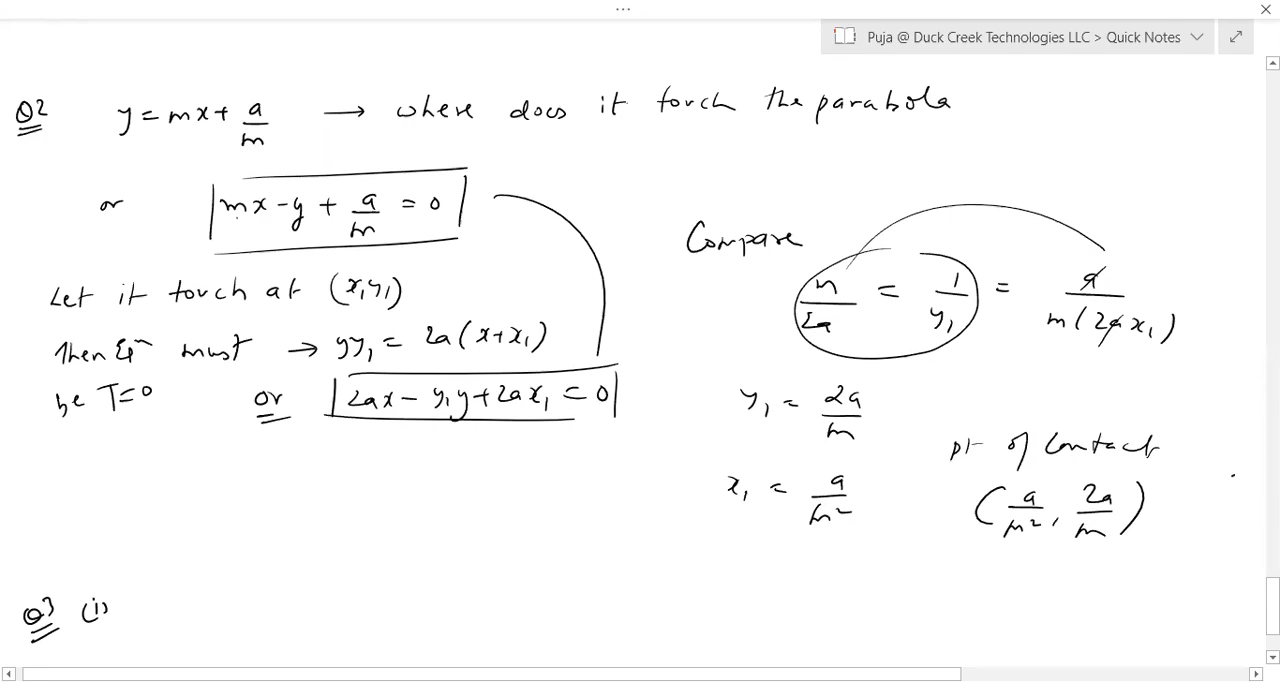 ...
Puja @ Duck Creek Technologies LLC > Quick Notes
Q2 y = mx + a/m → where does it touch the parabola
or mx - y + a/m = 0
Let it touch at (x₁y₁)
Then Eqn must → yy₁ = 2a(x+x₁)
be T=0 or 2ax - y₁y + 2ax₁ = 0
Compare
m/2a = 1/y₁ = a/m(2ax₁)
y₁ = 2a/m
x₁ = a/m²
pt of contact
(a/m², 2a/m)
Q3 (i)